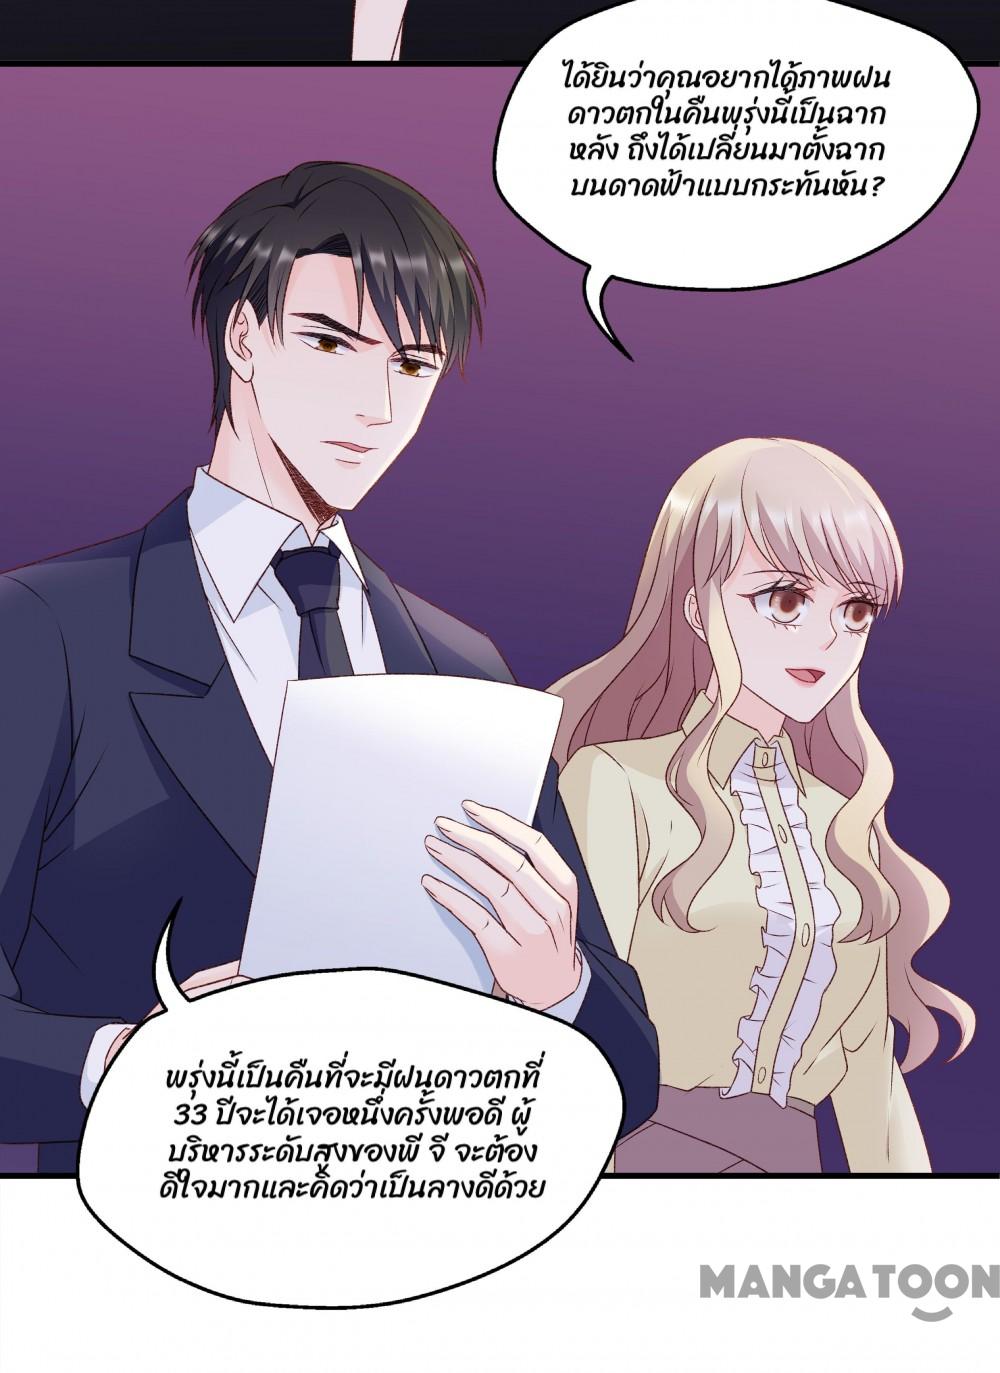 ได้ยินว่าคุณอยากได้ภาพฝน
ดาวตกในคืนพรุ่งนี้เป็นฉาก
หลัง ถึงได้เปลี่ยนมาตั้งฉาก
บนดาดฟ้าแบบกระทันหัน?
พรุ่งนี้เป็นคืนที่จะมีฝนดาวตกที่
33 ปีจะได้เจอหนึ่งครั้งพอดี ผู้
บริหารระดับสูงของพี จี จะต้อง
ดีใจมากและคิดว่าเป็นลางดีด้วย
MANGATOON